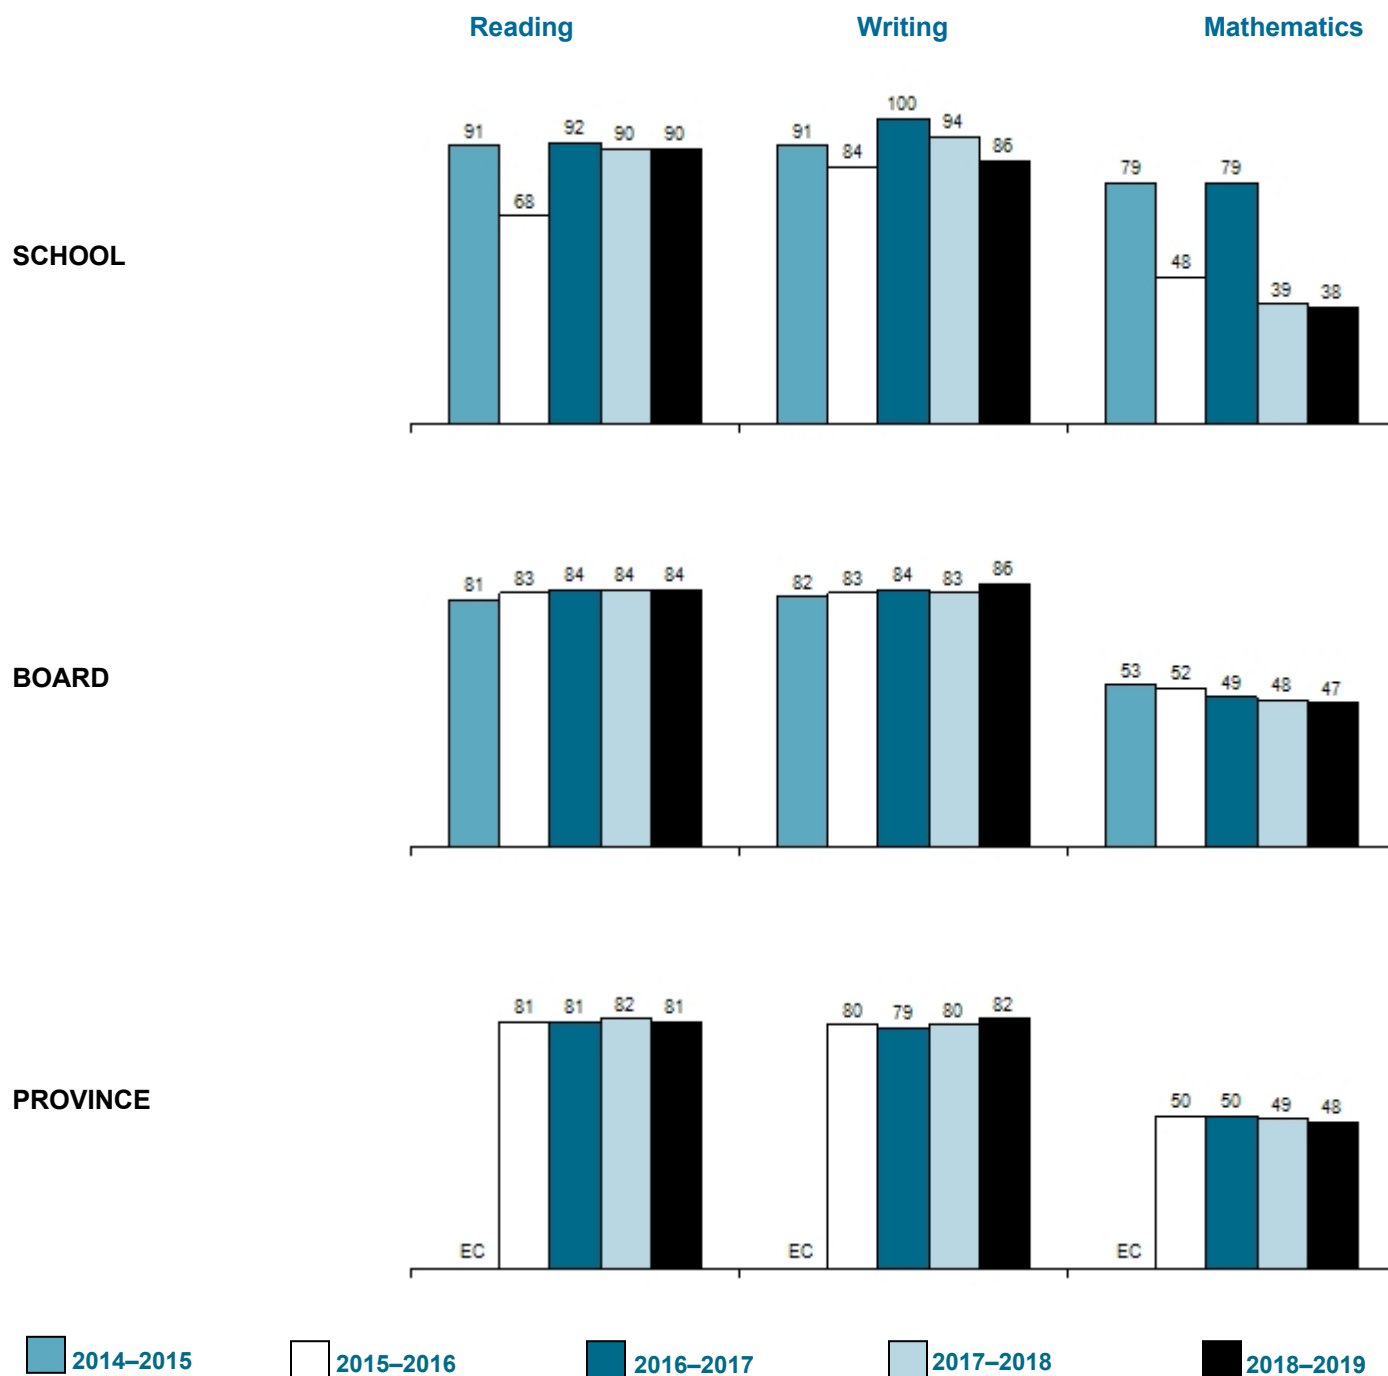 Reading Writing Mathematics
SCHOOL
91 68 92 90 90
91 84 100 94 86
79 48 79 39 38
BOARD
81 83 84 84 84
82 83 84 83 86
53 52 49 48 47
PROVINCE
EC 81 81 82 81
EC 80 79 80 82
EC 50 50 49 48
2014–2015 2015–2016 2016–2017 2017–2018 2018–2019